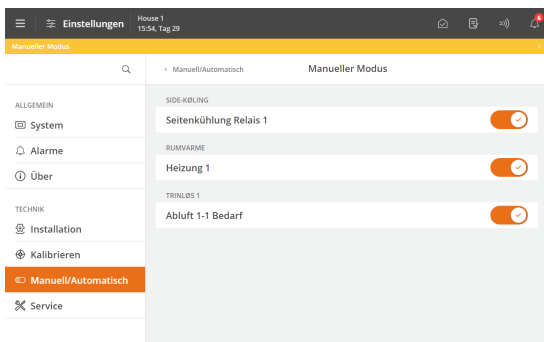 Einstellungen
House 1
15:54, Tag 29
6
Manueller Modus
Manuell/Automatisch
Manueller Modus
ALLGEMEIN
System
Alarme
Über
TECHNIK
Installation
Kalibrieren
Manuell/Automatisch
Service
SIDE-KØLING
Seitenkühlung Relais 1
RUMVARME
Heizung 1
TRINLØS 1
Abluft 1-1 Bedarf